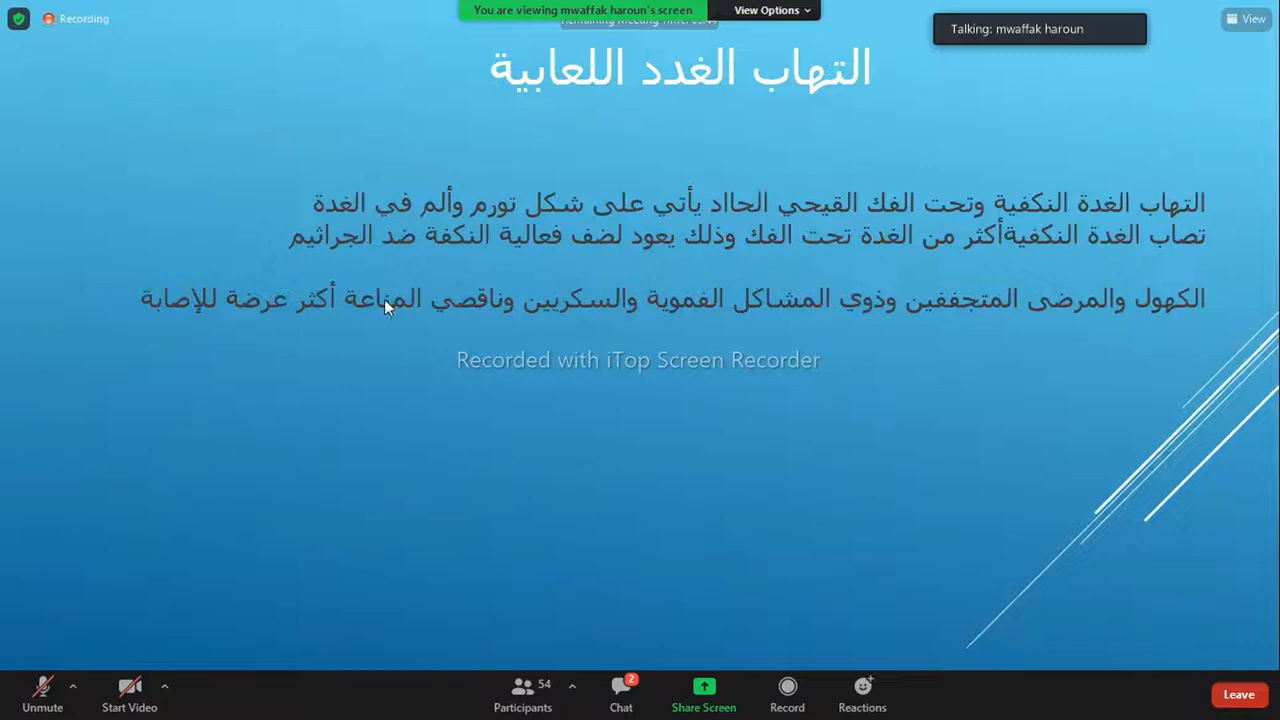 You are viewing mwaffak haroun's screen
View Options
Talking: mwaffak haroun
View
Recording
التهاب الغدد اللعابية
التهاب الغدة النكفية وتحت الفك القيحي الحااد يأتي على شكل تورم وألم في الغدة
تصاب الغدة النكفيةأكثر من الغدة تحت الفك وذلك يعود لضف فعالية النكفة ضد الجراثيم
الكهول والمرضى المتجففين وذوي المشاكل الفموية والسكريين وناقصي المناعة أكثر عرضة للإصابة
Recorded with iTop Screen Recorder
Unmute
Start Video
54
Participants
2
Chat
Share Screen
Record
Reactions
Leave